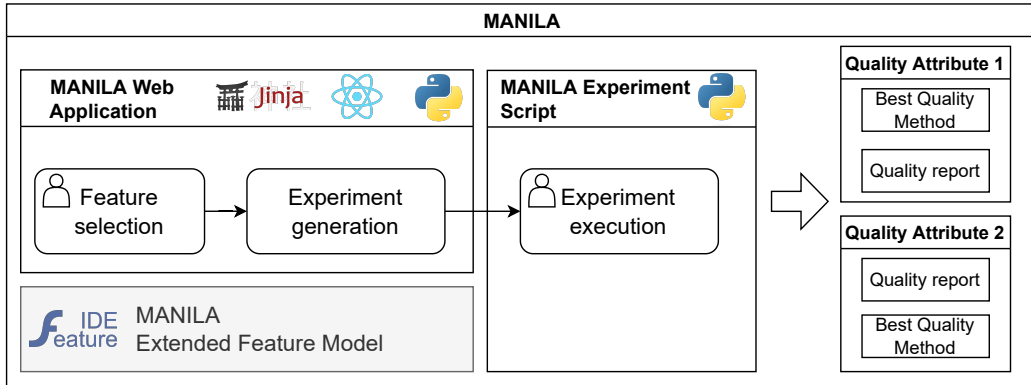 MANILA
MANILA Web
Application
Jinja
Feature
selection
Experiment
generation
IDE
Feature
MANILA
Extended Feature Model
MANILA Experiment
Script
Experiment
execution
Quality Attribute 1
Best Quality
Method
Quality report
Quality Attribute 2
Quality report
Best Quality
Method